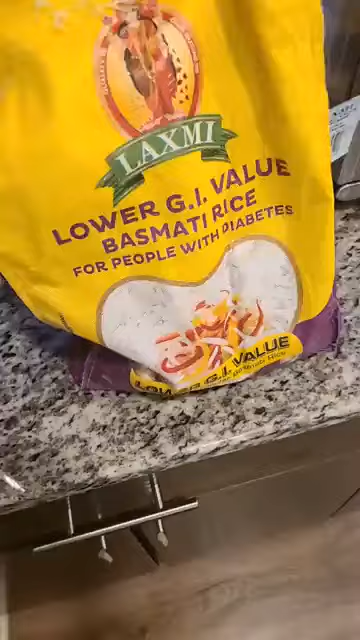 LAXMI
LOWER G.I. VALUE
BASMATI RICE
FOR PEOPLE WITH DIABETES
LOWER G.I. VALUE